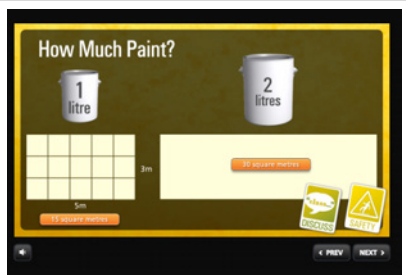 How Much Paint?
1
litre
2
litres
3m
30 square metres
5m
15 square metres
DISCUSS
SAFETY
PREV
NEXT